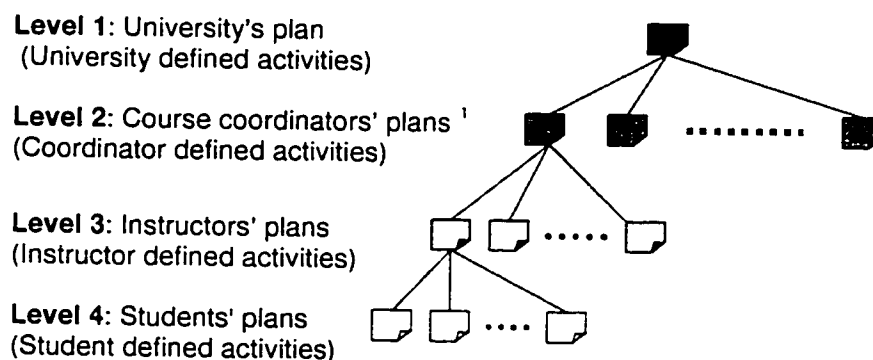 Level 1: University's plan
(University defined activities)
Level 2: Course coordinators' plans ¹
(Coordinator defined activities)
Level 3: Instructors' plans
(Instructor defined activities)
Level 4: Students' plans
(Student defined activities)